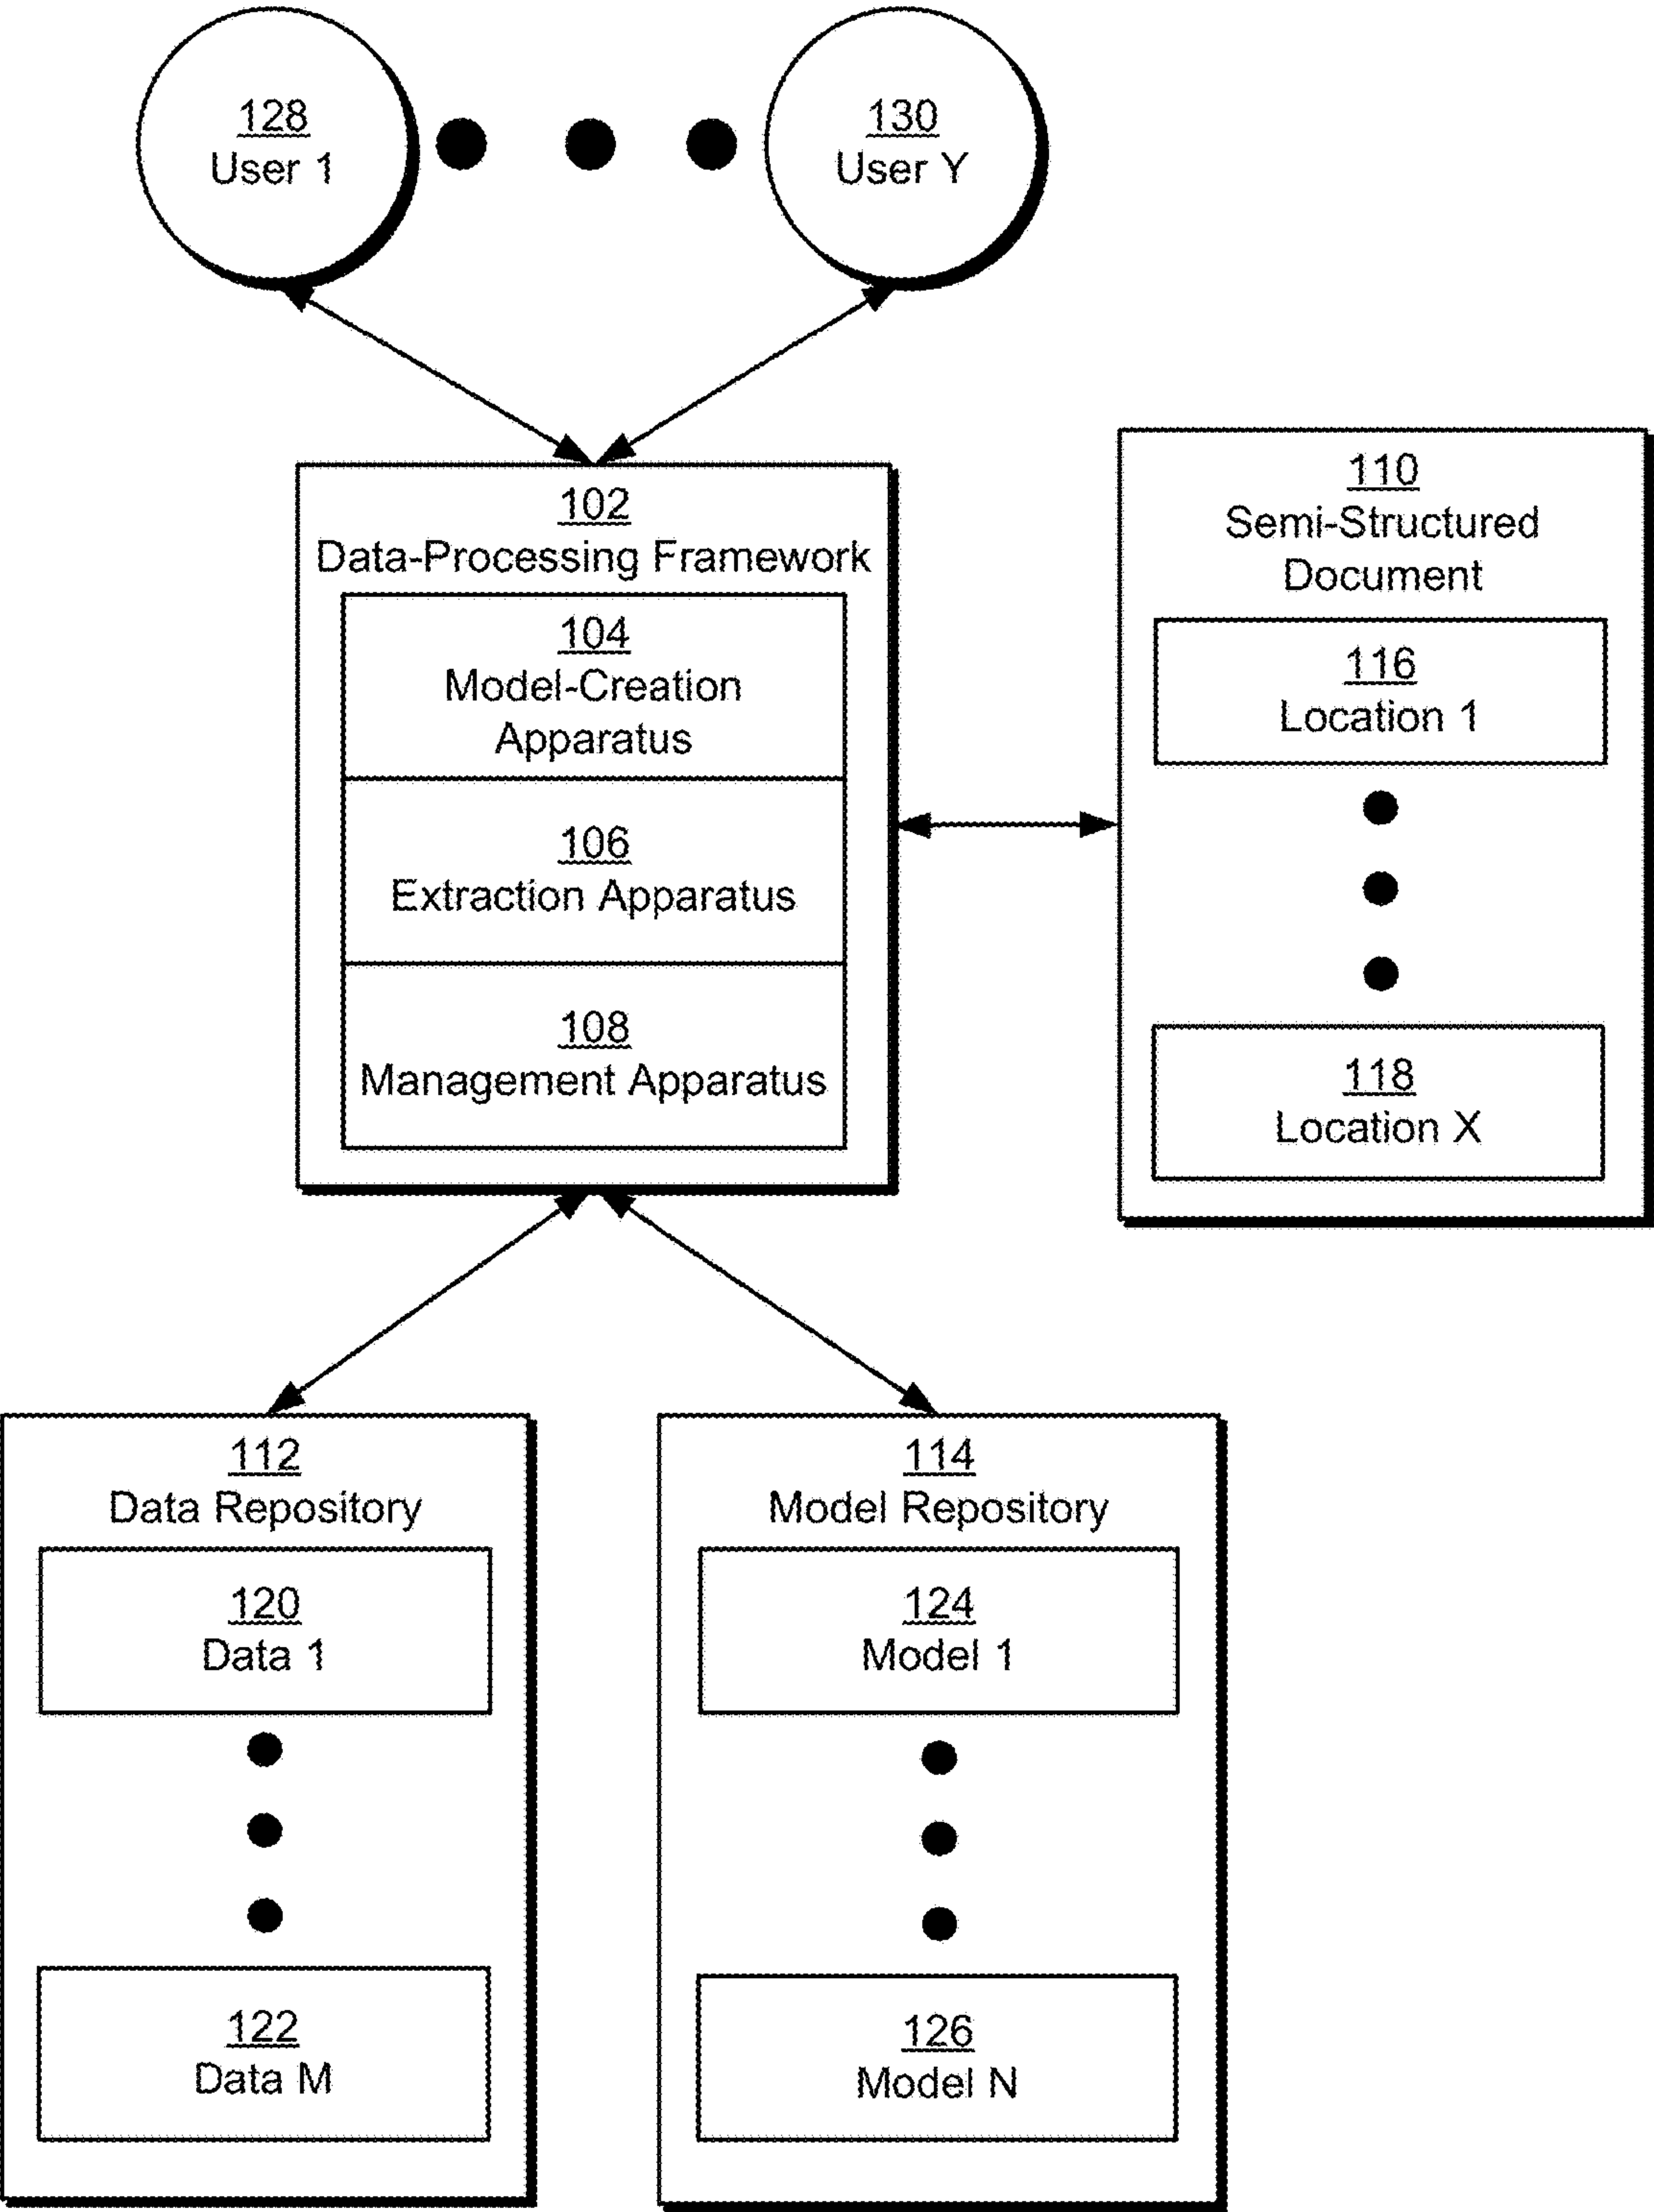 128
User 1
130
User Y
102
Data-Processing Framework
104
Model-Creation
Apparatus
106
Extraction Apparatus
108
Management Apparatus
110
Semi-Structured
Document
116
Location 1
118
Location X
112
Data Repository
120
Data 1
122
Data M
114
Model Repository
124
Model 1
126
Model N